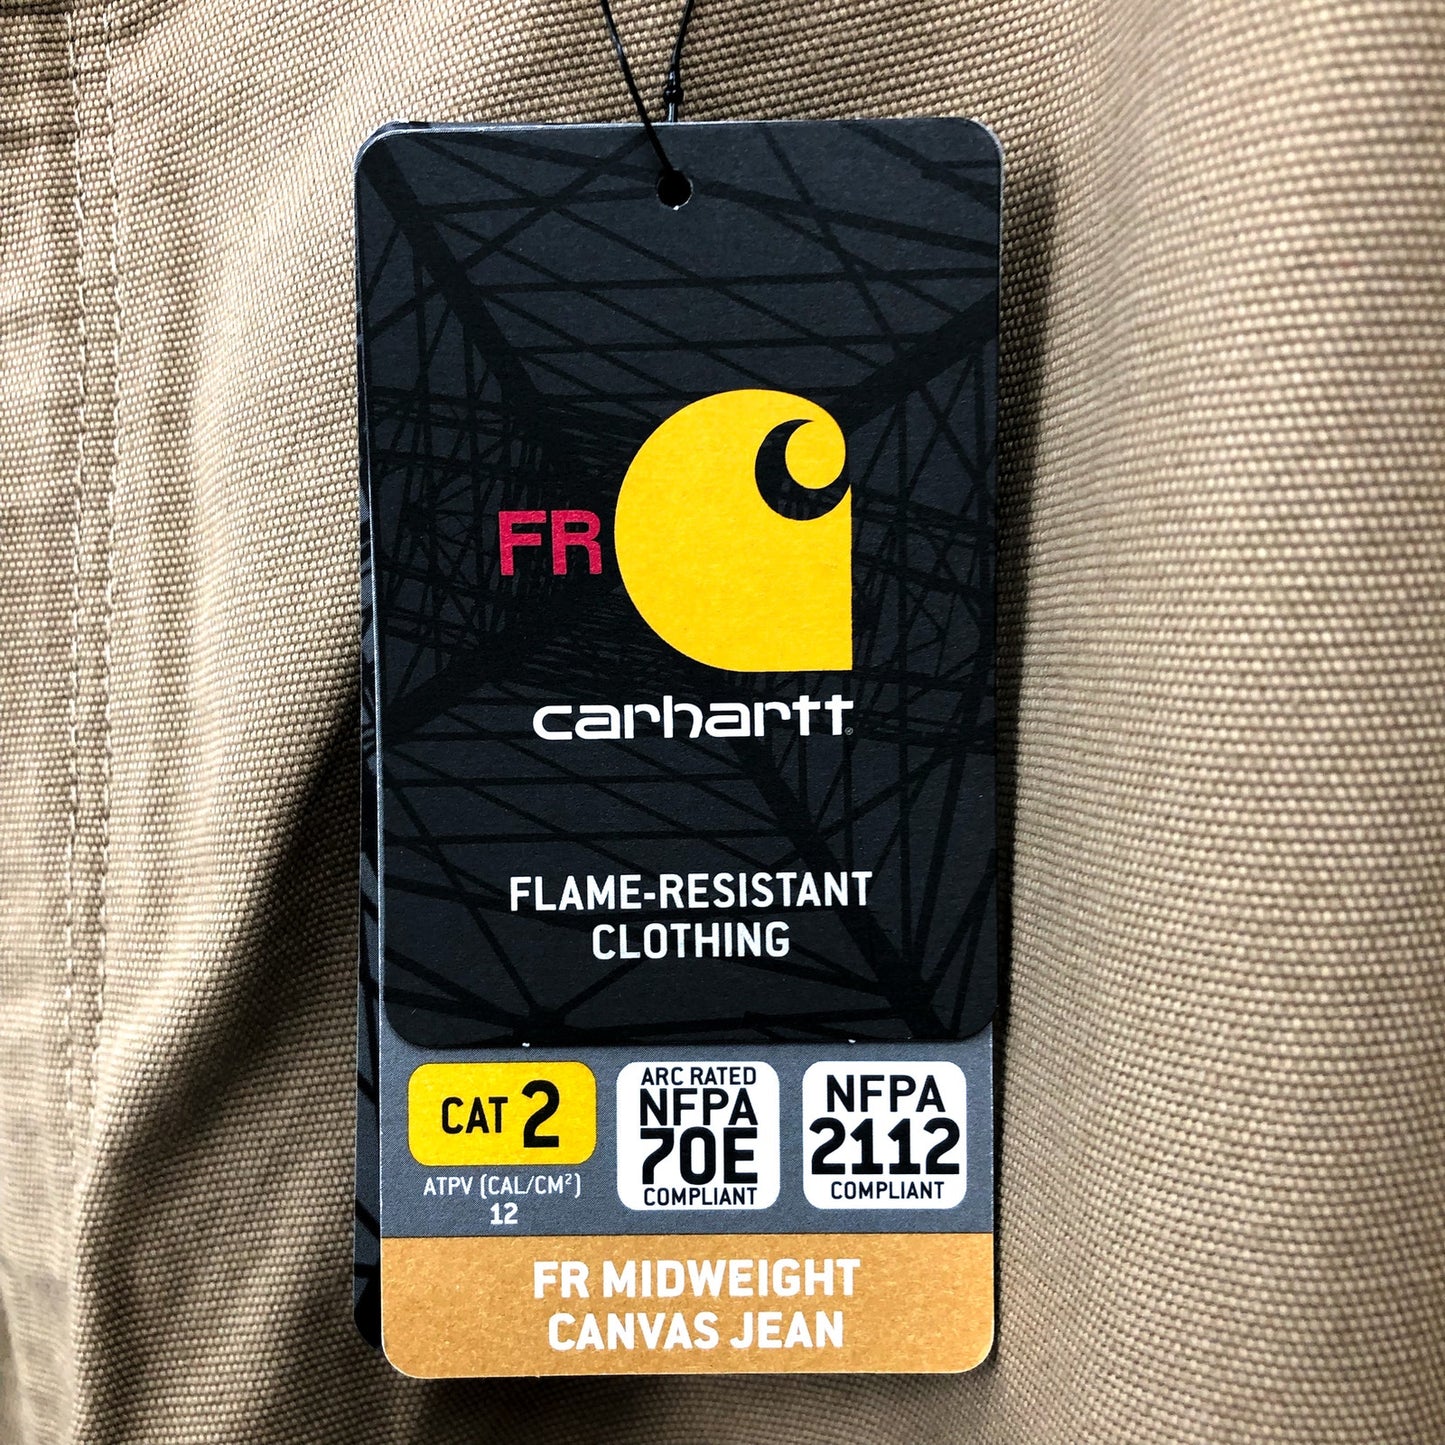 FR
carhartt
FLAME-RESISTANT
CLOTHING
CAT 2
ATPV (CAL/CM²)
12
ARC RATED
NFPA
70E
COMPLIANT
NFPA
2112
COMPLIANT
FR MIDWEIGHT
CANVAS JEAN